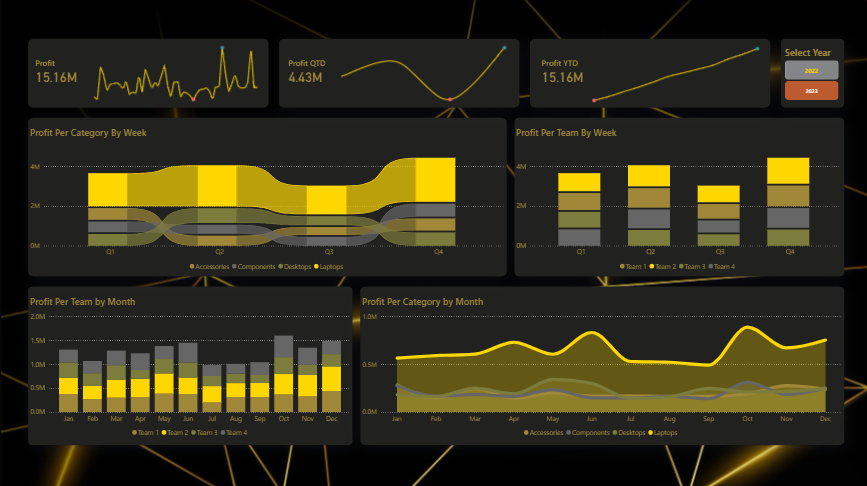 Profit
15.16M
Profit QTD
4.43M
Profit YTD
15.16M
Select Year
2022
2023
Profit Per Category By Week
4M
2M
0M
Q1 Q2 Q3 Q4
Accessories Components Desktops Laptops
Profit Per Team By Week
4M
2M
0M
Q1 Q2 Q3 Q4
Team 1 Team 2 Team 3 Team 4
Profit Per Team by Month
2.0M
1.5M
1.0M
0.5M
0.0M
Jan Feb Mar Apr May Jun Jul Aug Sep Oct Nov Dec
Team 1 Team 2 Team 3 Team 4
Profit Per Category by Month
1.0M
0.5M
0.0M
Jan Feb Mar Apr May Jun Jul Aug Sep Oct Nov Dec
Accessories Components Desktops Laptops